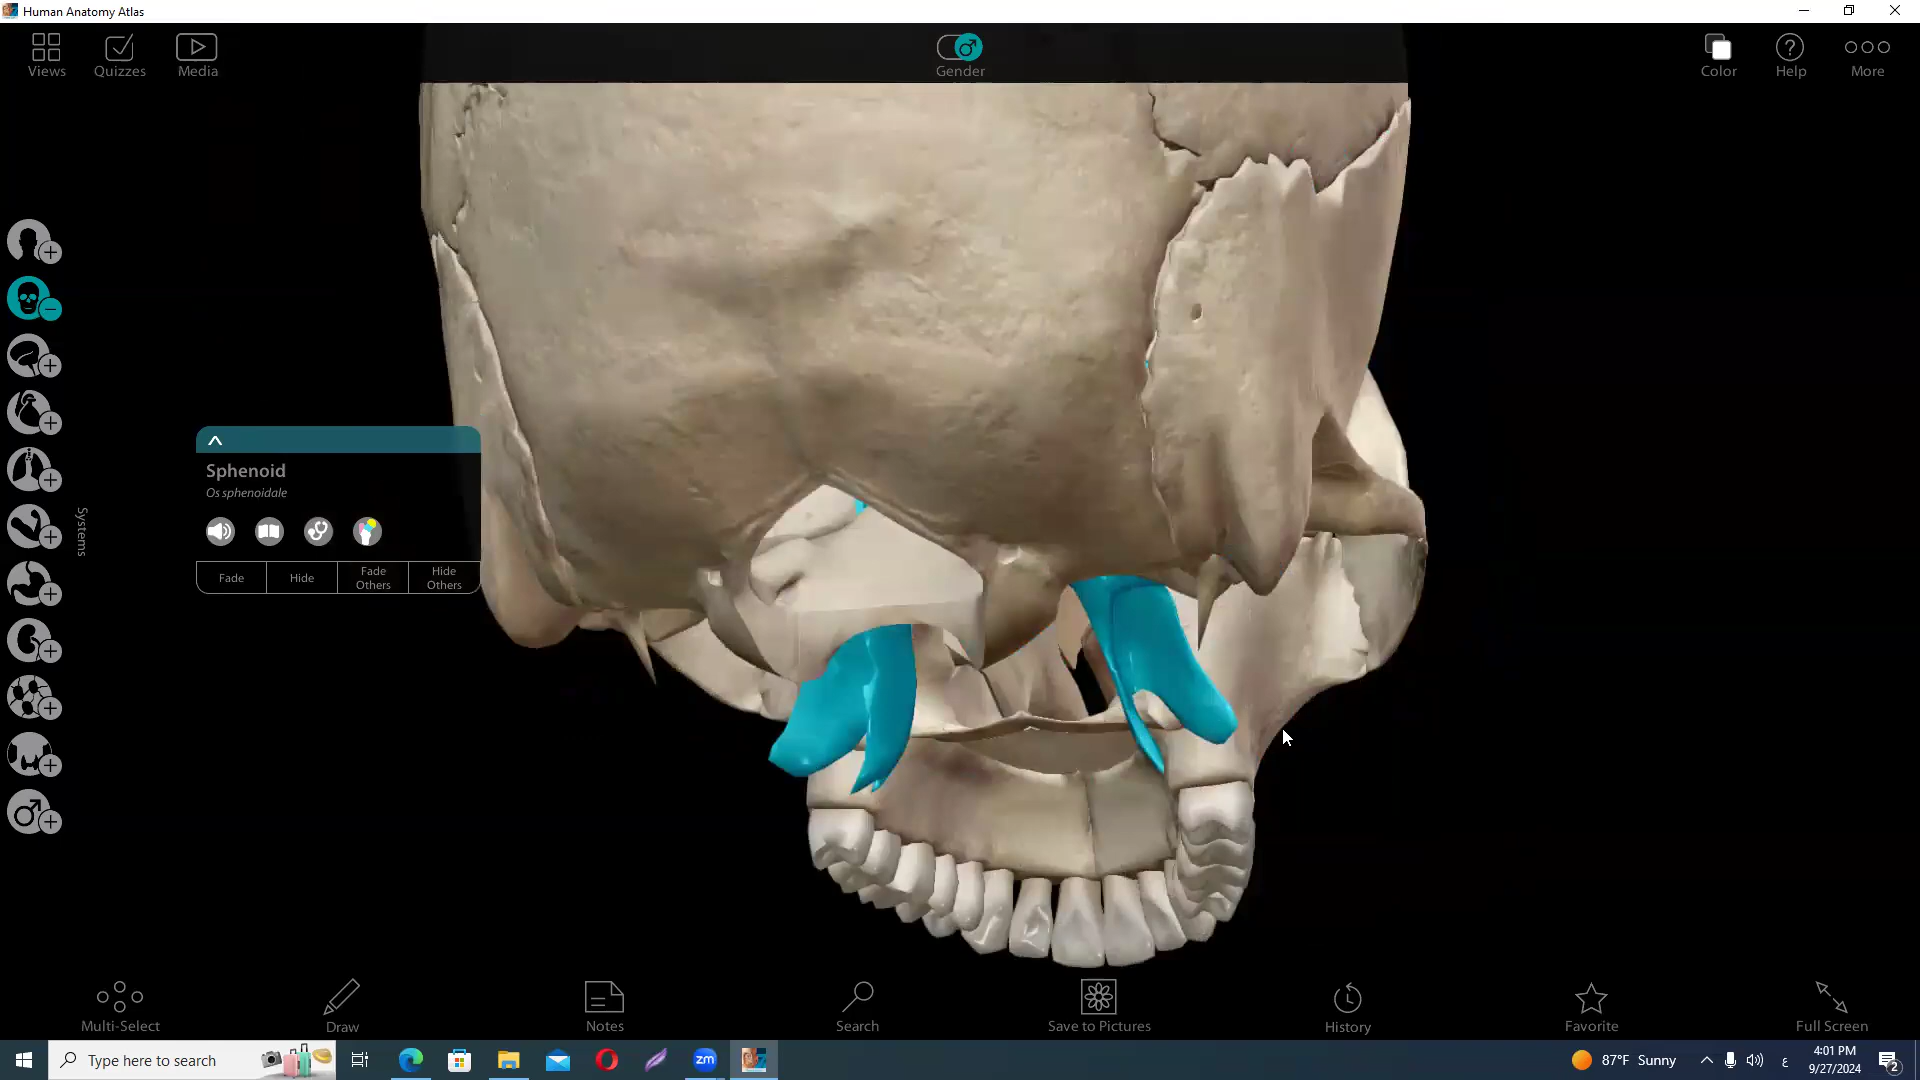 Human Anatomy Atlas
Views
Quizzes
Media
Gender
Color
Help
More
Systems
Sphenoid
Os sphenoidale
Fade
Hide
Fade Others
Hide Others
Multi-Select
Draw
Notes
Search
Save to Pictures
History
Favorite
Full Screen
Type here to search
zm
87°F Sunny
ع
4:01 PM
9/27/2024
2